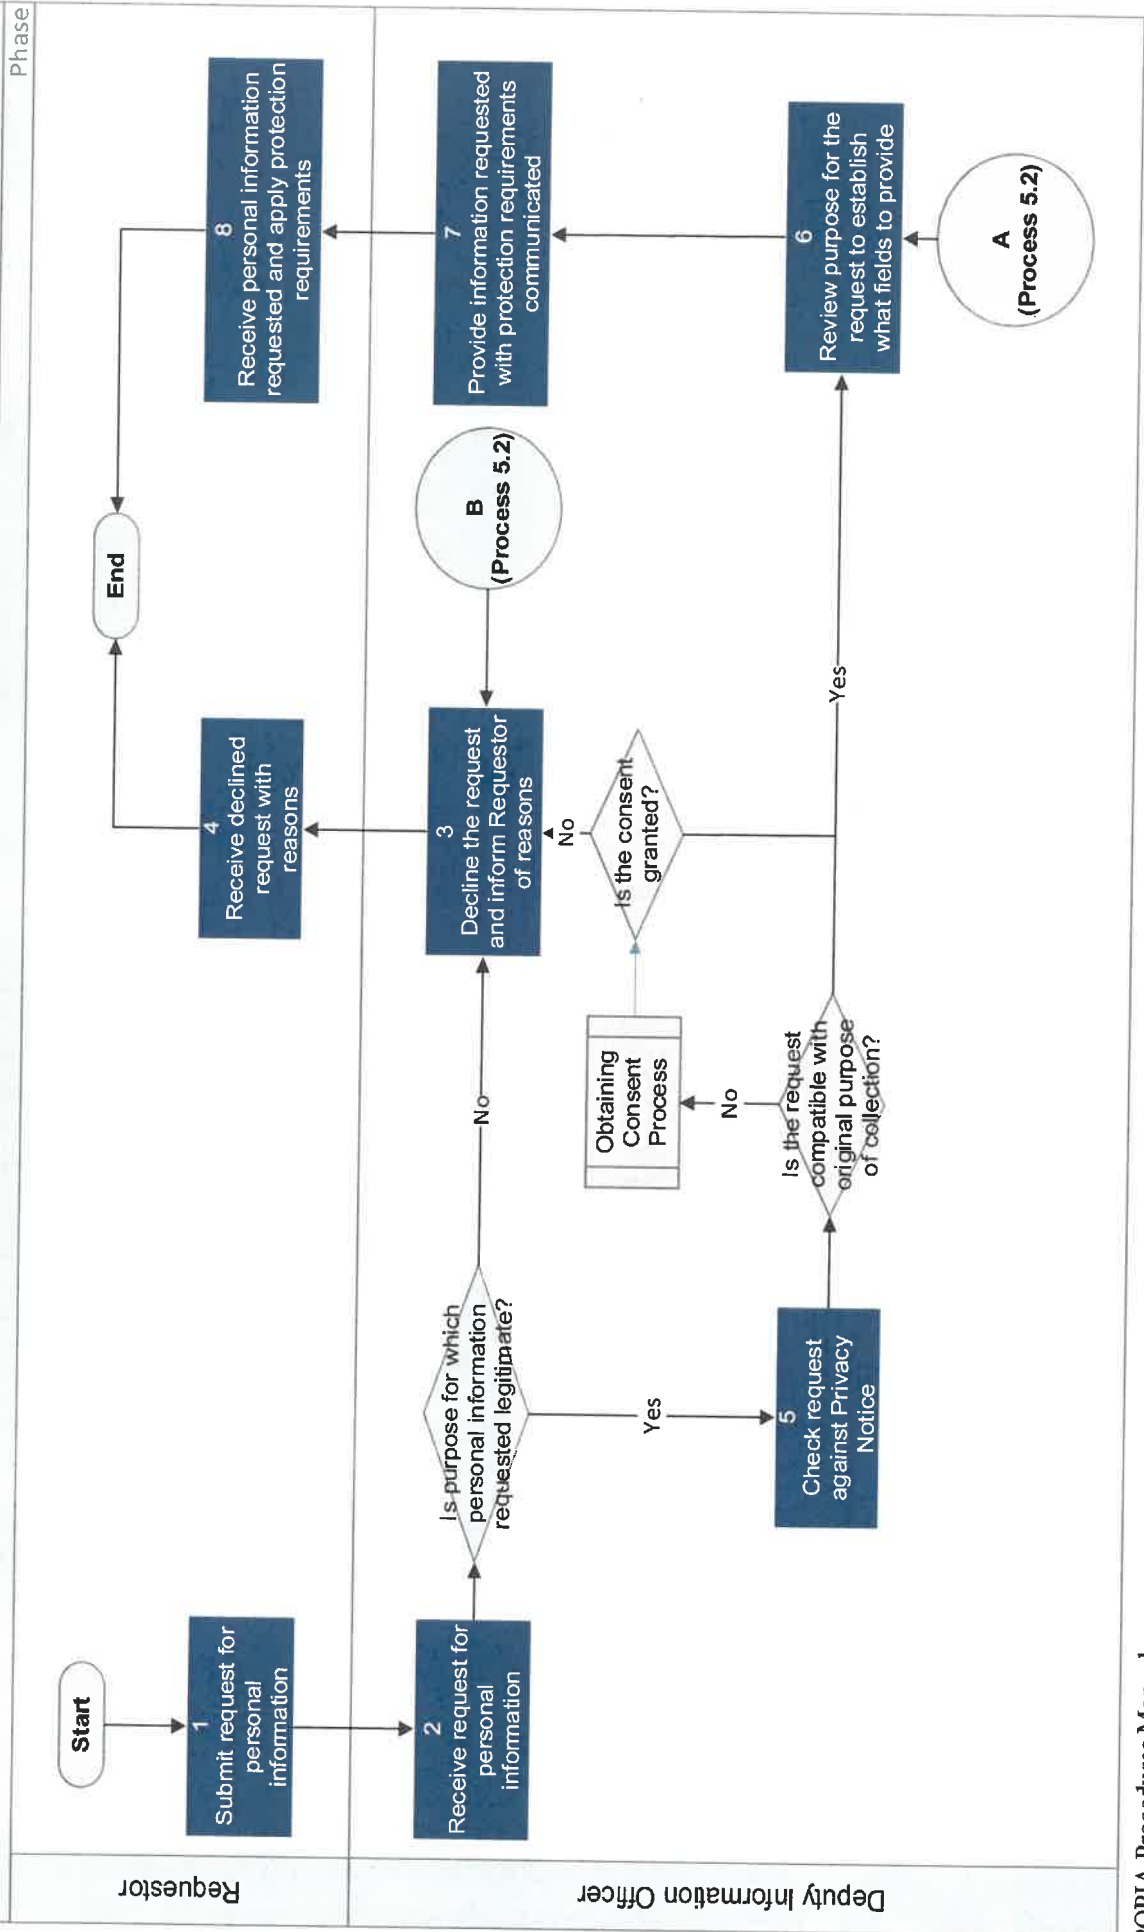 Phase
Requestor
Start
1
Submit request for
personal
information
4
Receive declined
request with
reasons
End
8
Receive personal information
requested and apply protection
requirements
Deputy Information Officer
2
Receive request for
personal
information
Is purpose for which
personal information
requested legitimate?
No
Yes
3
Decline the request
and inform Requestor
of reasons
B
(Process 5.2)
7
Provide information requested
with protection requirements
communicated
5
Check request
against Privacy
Notice
Is the request
compatible with
original purpose
of collection?
No
Obtaining
Consent
Process
Is the consent
granted?
No
Yes
6
Review purpose for the
request to establish
what fields to provide
A
(Process 5.2)